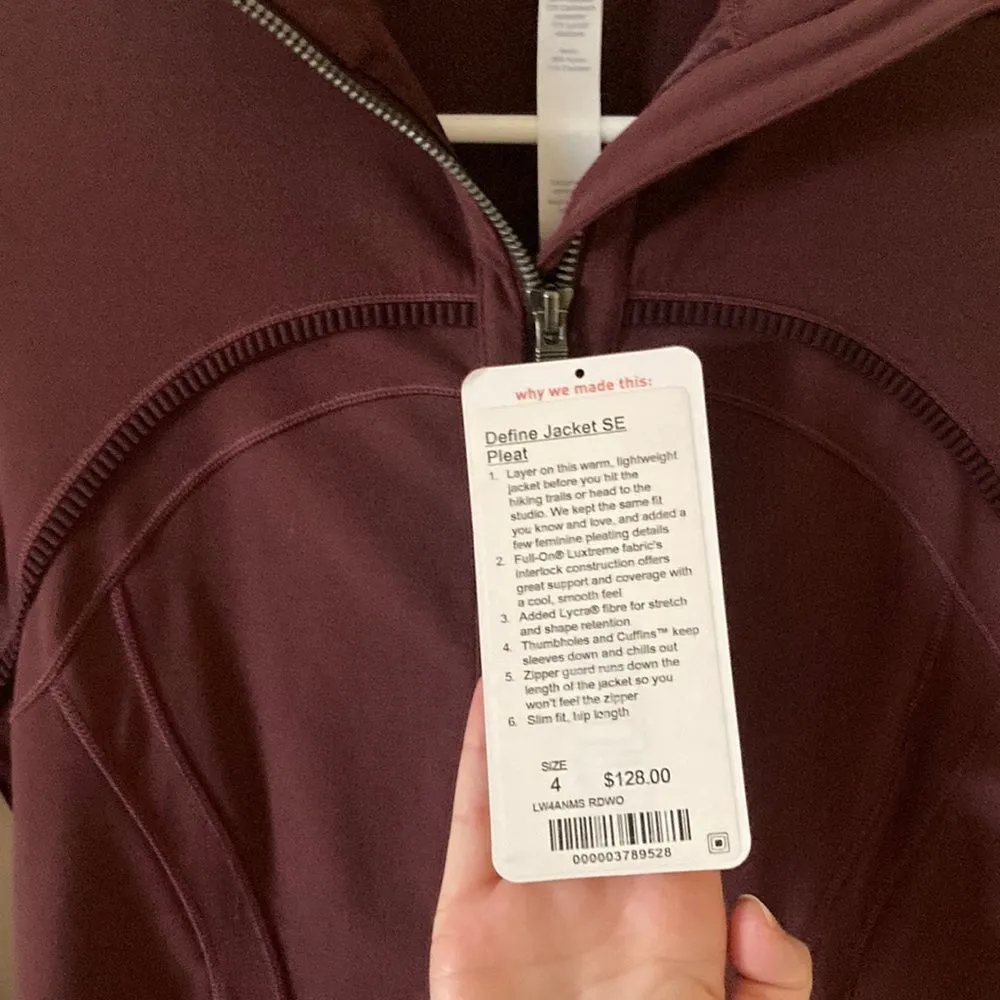 why we made this:
Define Jacket SE
Pleat
1. Layer on this warm, lightweight
jacket before you hit the
hiking trails or head to the
studio. We kept the same fit
you know and love, and added a
few feminine pleating details
2. Full-On® Luxtreme fabric's
interlock construction offers
great support and coverage with
a cool, smooth feel
3. Added Lycra® fibre for stretch
and shape retention
4. Thumbholes and Cuffins™ keep
sleeves down and chills out
5. Zipper guard runs down the
length of the jacket so you
won't feel the zipper
6. Slim fit, hip length
SIZE
4 $128.00
LW4ANMS RDWO
000003789528